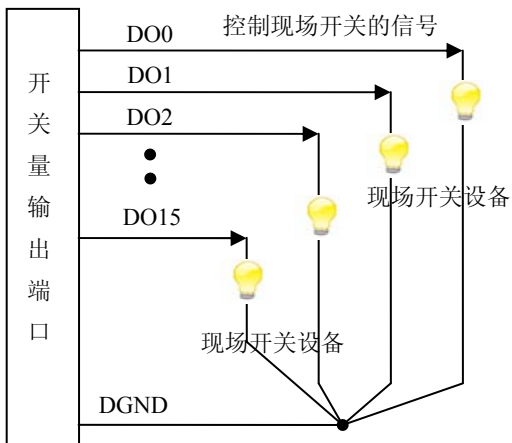 DO0
控制现场开关的信号
DO1
DO2
现场开关设备
DO15
现场开关设备
DGND
开
关
量
输
出
端
口